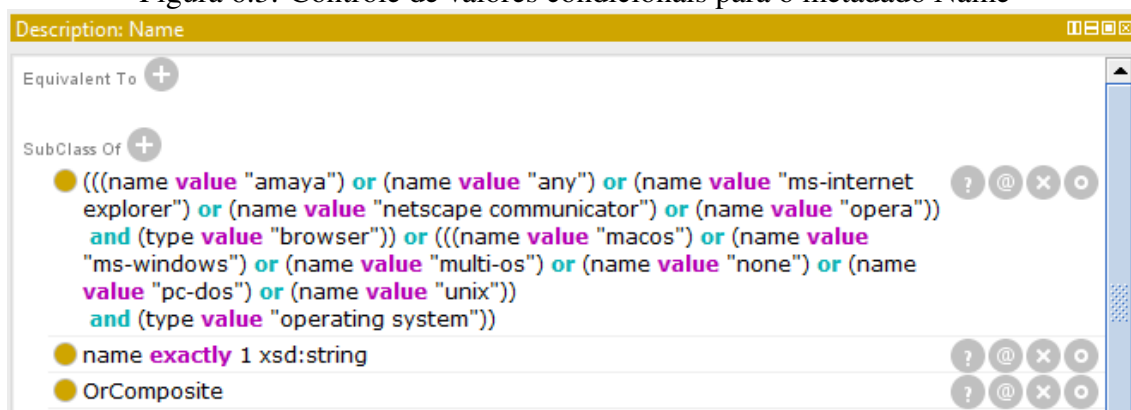 Figura 6.5: Controle de valores condicionais para o metadado Name
Description: Name
Equivalent To
SubClass Of
(((name value "amaya") or (name value "any") or (name value "ms-internet
explorer") or (name value "netscape communicator") or (name value "opera"))
and (type value "browser")) or (((name value "macos") or (name value
"ms-windows") or (name value "multi-os") or (name value "none") or (name
value "pc-dos") or (name value "unix"))
and (type value "operating system"))
name exactly 1 xsd:string
OrComposite